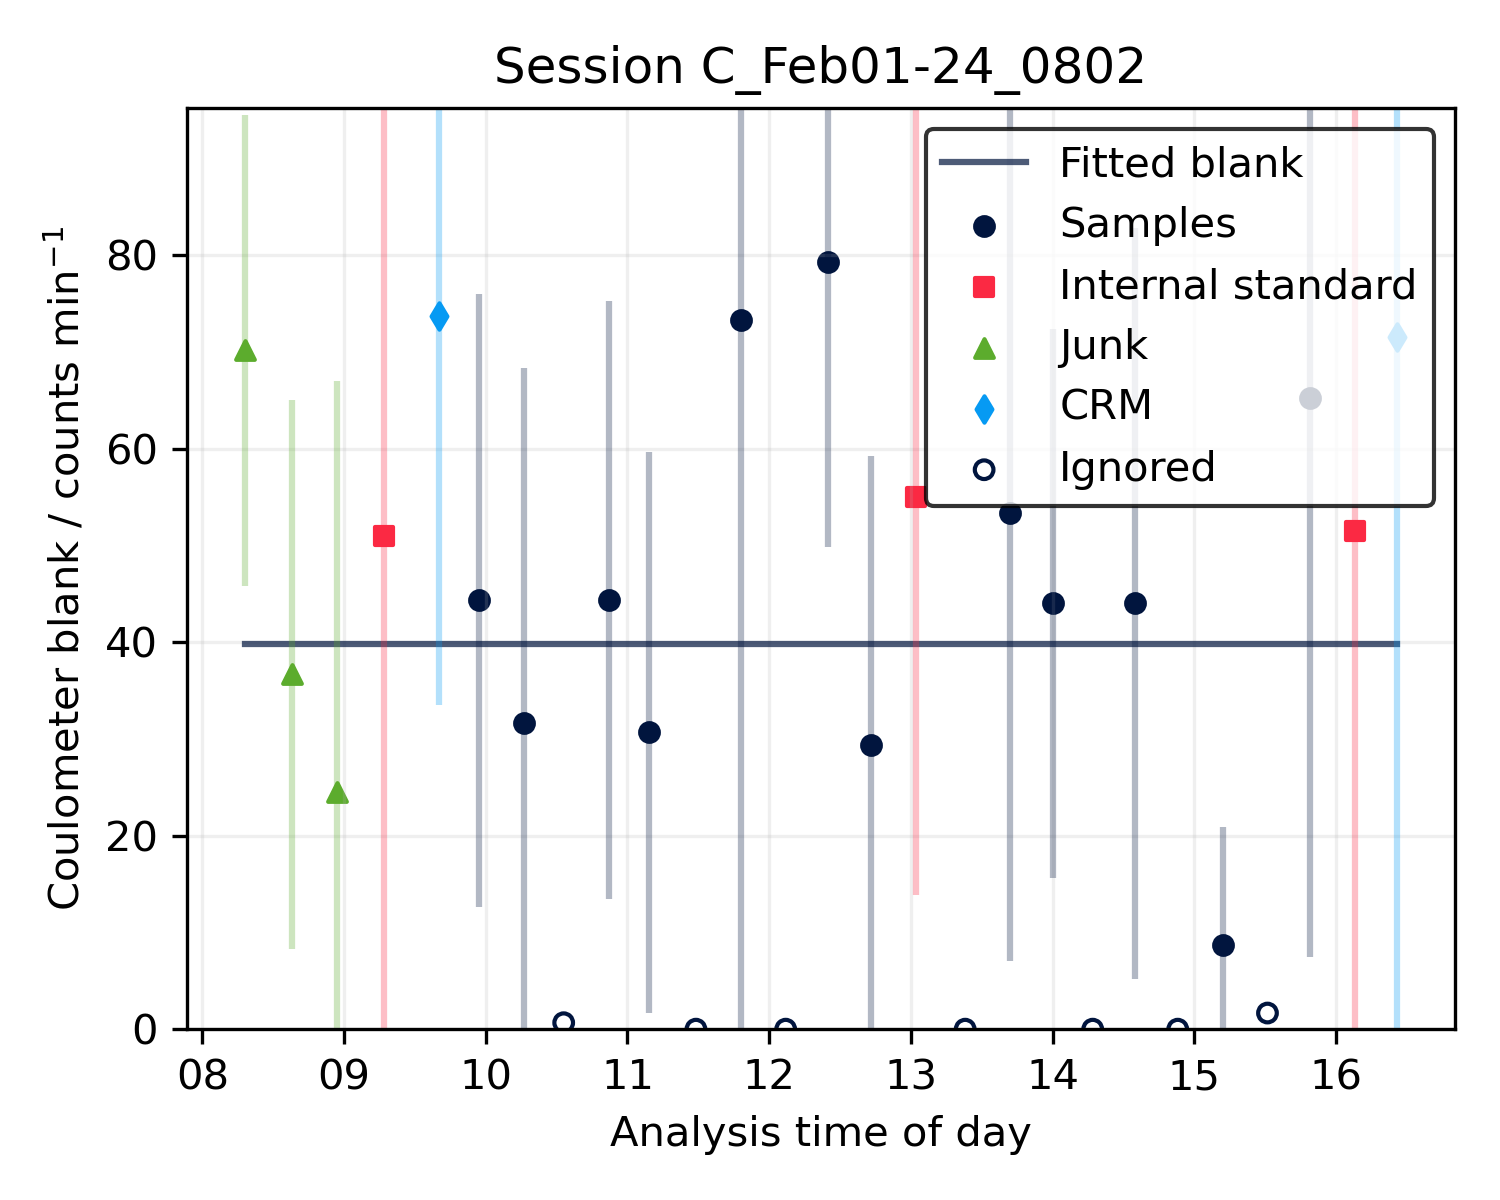 Session C_Feb01-24_0802
Coulometer blank / counts min⁻¹
80
60
40
20
0
Fitted blank
Samples
Internal standard
Junk
CRM
Ignored
08 09 10 11 12 13 14 15 16
Analysis time of day